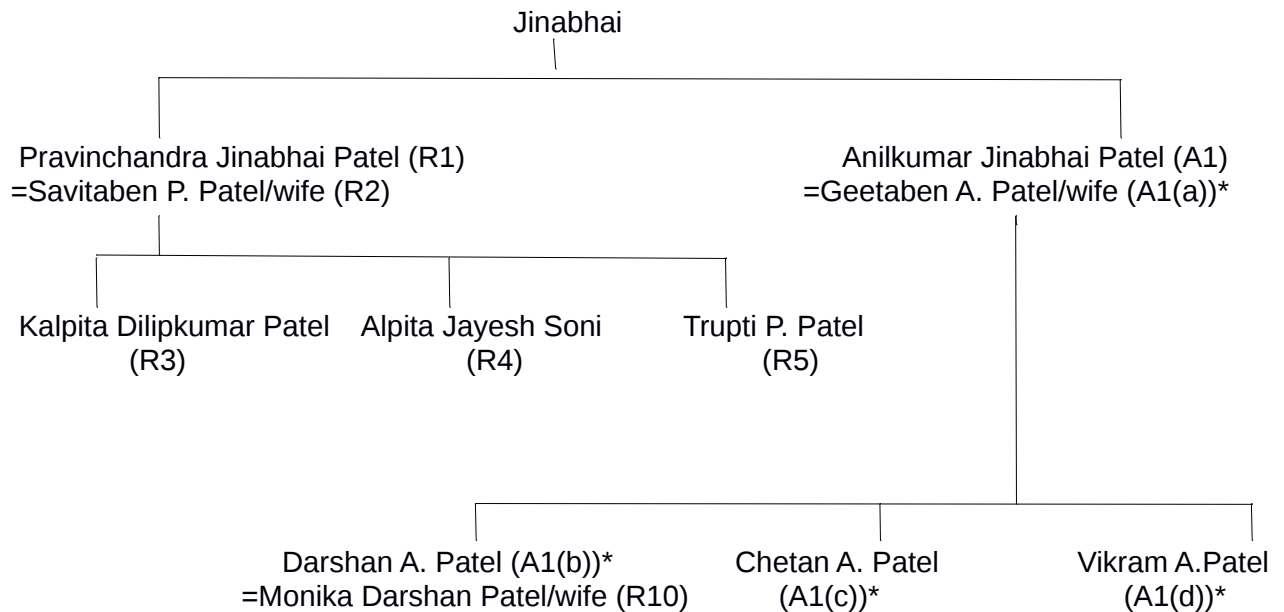 Jinabhai
Pravinchandra Jinabhai Patel (R1)
=Savitaben P. Patel/wife (R2)
Anilkumar Jinabhai Patel (A1)
=Geetaben A. Patel/wife (A1(a))*
Kalpita Dilipkumar Patel
(R3)
Alpita Jayesh Soni
(R4)
Trupti P. Patel
(R5)
Darshan A. Patel (A1(b))*
=Monika Darshan Patel/wife (R10)
Chetan A. Patel
(A1(c))*
Vikram A.Patel
(A1(d))*